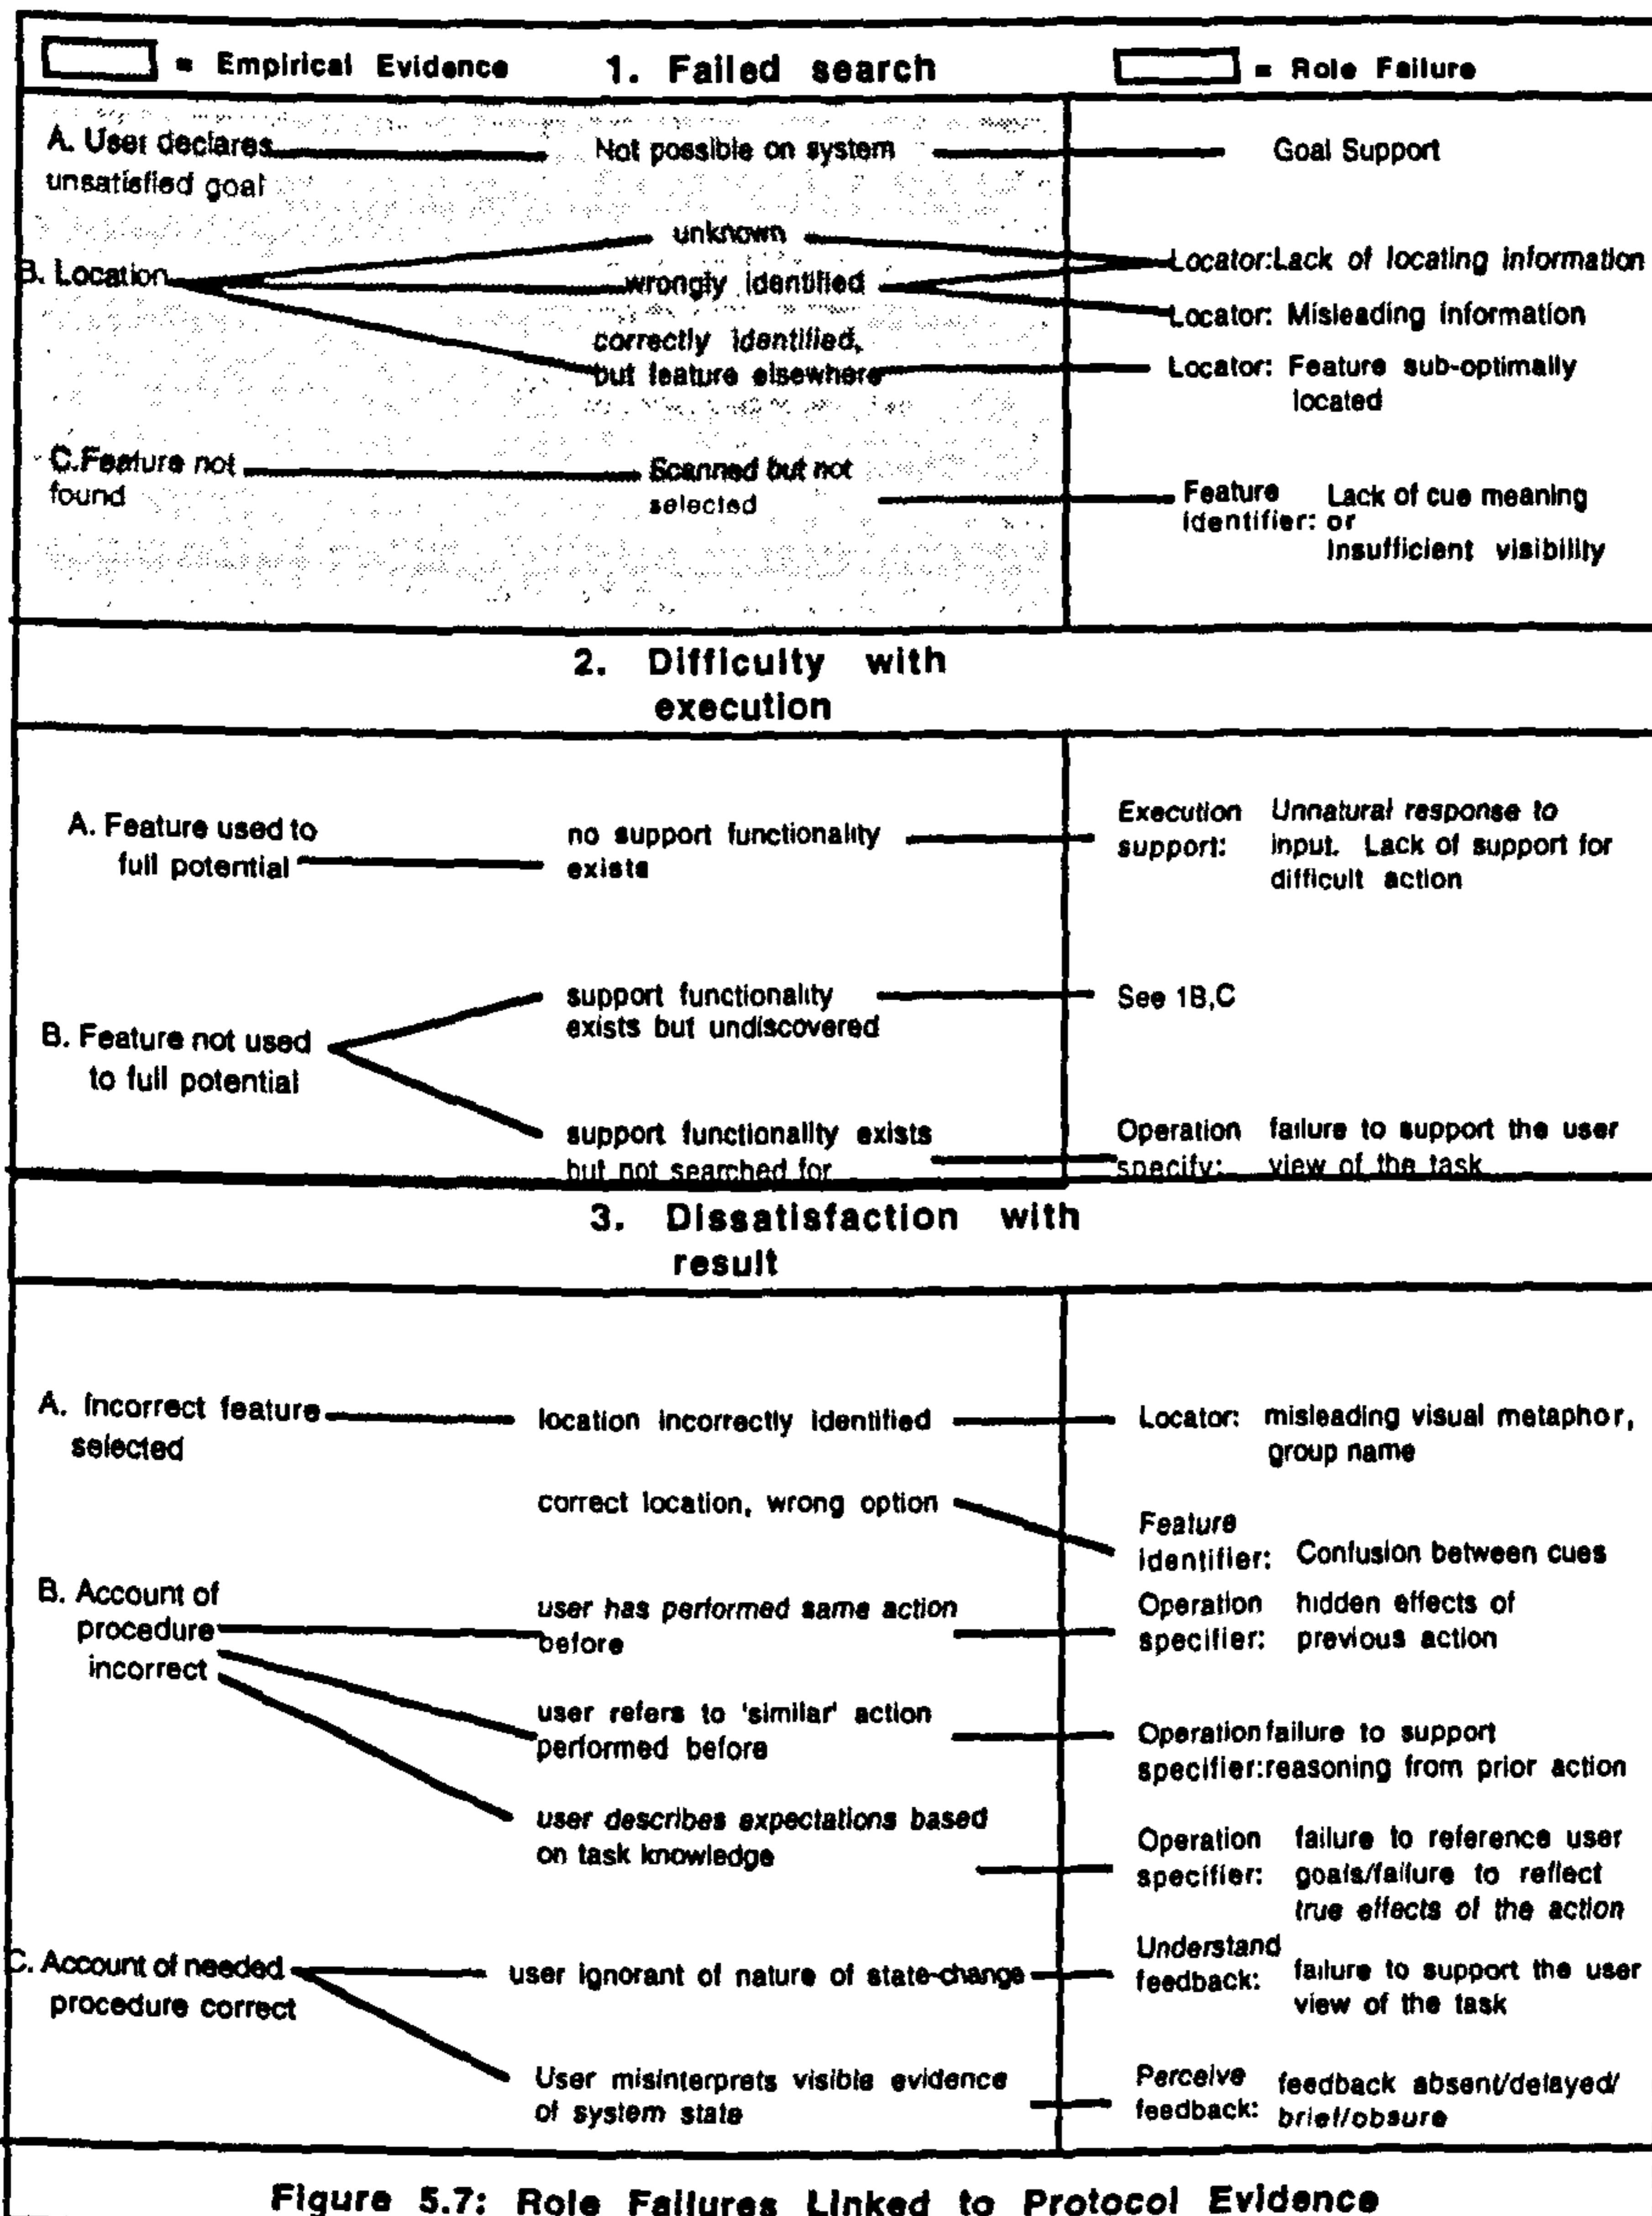 = Empirical Evidence 1. Failed search = Role Failure
A. User declares Not possible on system Goal Support
unsatisfied goal
unknown
B. Location wrongly identified Locator:Lack of locating information
Locator: Misleading information
correctly identified,
but feature elsewhere Locator: Feature sub-optimally
located
C.Feature not Scanned but not
found selected
Feature Lack of cue meaning
identifier: or
Insufficient visibility
2. Difficulty with
execution
A. Feature used to no support functionality Execution Unnatural response to
full potential exists support: input. Lack of support for
difficult action
support functionality See 1B,C
exists but undiscovered
B. Feature not used
to full potential
support functionality exists Operation failure to support the user
but not searched for specify: view of the task
3. Dissatisfaction with
result
A. Incorrect feature location incorrectly identified Locator: misleading visual metaphor,
selected group name
correct location, wrong option Feature
identifier: Confusion between cues
B. Account of user has performed same action Operation hidden effects of
procedure before specifier: previous action
incorrect
user refers to 'similar' action Operation failure to support
performed before specifier:reasoning from prior action
user describes expectations based Operation failure to reference user
on task knowledge specifier: goals/failure to reflect
true effects of the action
C. Account of needed user ignorant of nature of state-change Understand
procedure correct feedback: failure to support the user
view of the task
User misinterprets visible evidence Perceive feedback absent/delayed/
of system state feedback: brief/obsure
Figure 5.7: Role Failures Linked to Protocol Evidence